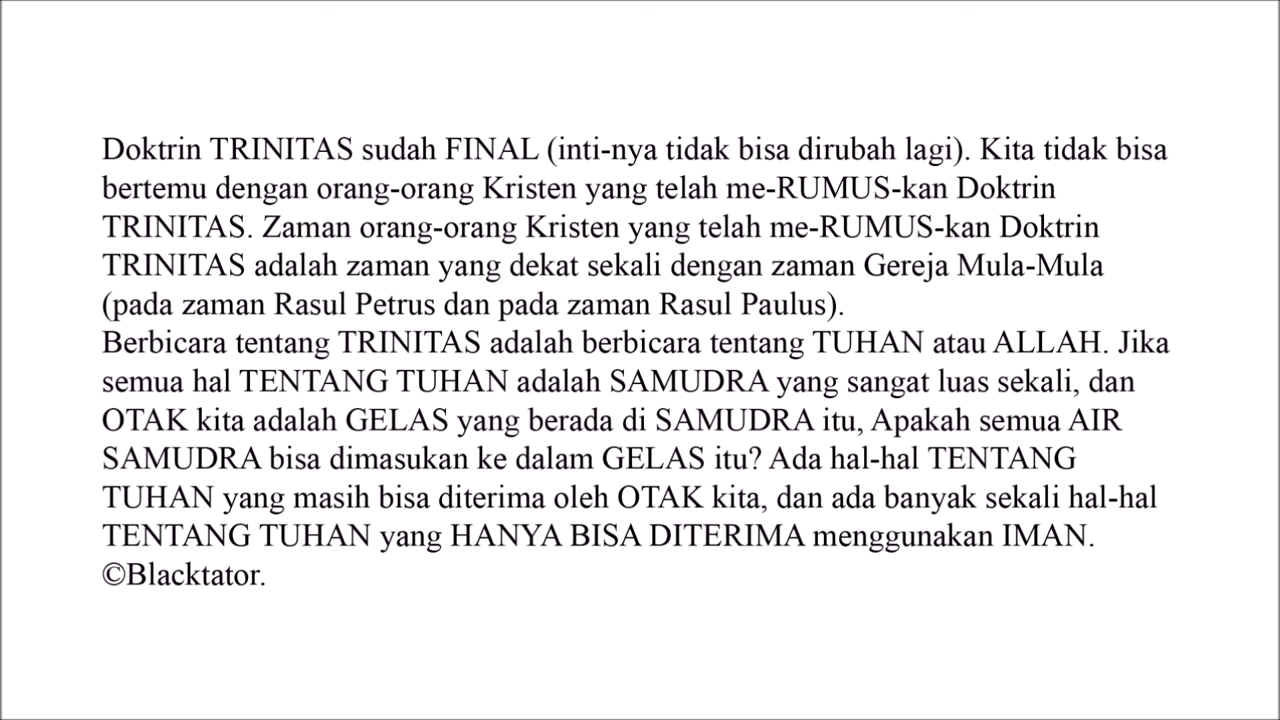 Doktrin TRINITAS sudah FINAL (inti-nya tidak bisa dirubah lagi). Kita tidak bisa
bertemu dengan orang-orang Kristen yang telah me-RUMUS-kan Doktrin
TRINITAS. Zaman orang-orang Kristen yang telah me-RUMUS-kan Doktrin
TRINITAS adalah zaman yang dekat sekali dengan zaman Gereja Mula-Mula
(pada zaman Rasul Petrus dan pada zaman Rasul Paulus).
Berbicara tentang TRINITAS adalah berbicara tentang TUHAN atau ALLAH. Jika
semua hal TENTANG TUHAN adalah SAMUDRA yang sangat luas sekali, dan
OTAK kita adalah GELAS yang berada di SAMUDRA itu, Apakah semua AIR
SAMUDRA bisa dimasukan ke dalam GELAS itu? Ada hal-hal TENTANG
TUHAN yang masih bisa diterima oleh OTAK kita, dan ada banyak sekali hal-hal
TENTANG TUHAN yang HANYA BISA DITERIMA menggunakan IMAN.
©Blacktator.